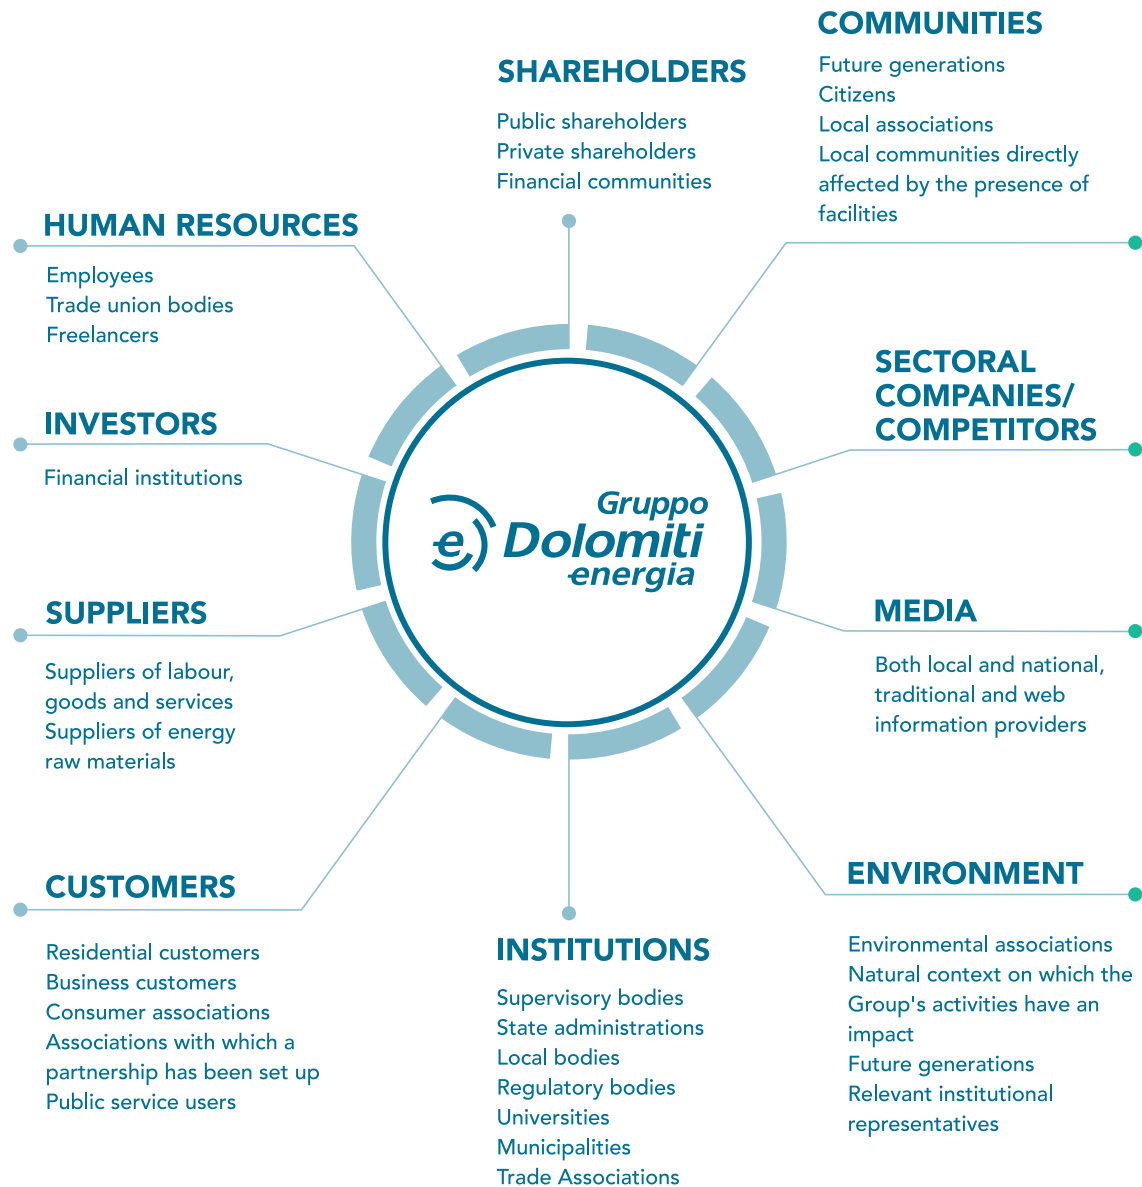 COMMUNITIES
Future generations
Citizens
Local associations
Local communities directly
affected by the presence of
facilities
SHAREHOLDERS
Public shareholders
Private shareholders
Financial communities
HUMAN RESOURCES
Employees
Trade union bodies
Freelancers
SECTORAL
COMPANIES/
COMPETITORS
INVESTORS
Financial institutions
Gruppo
e Dolomiti
energia
SUPPLIERS
Suppliers of labour,
goods and services
Suppliers of energy
raw materials
MEDIA
Both local and national,
traditional and web
information providers
CUSTOMERS
Residential customers
Business customers
Consumer associations
Associations with which a
partnership has been set up
Public service users
INSTITUTIONS
Supervisory bodies
State administrations
Local bodies
Regulatory bodies
Universities
Municipalities
Trade Associations
ENVIRONMENT
Environmental associations
Natural context on which the
Group's activities have an
impact
Future generations
Relevant institutional
representatives